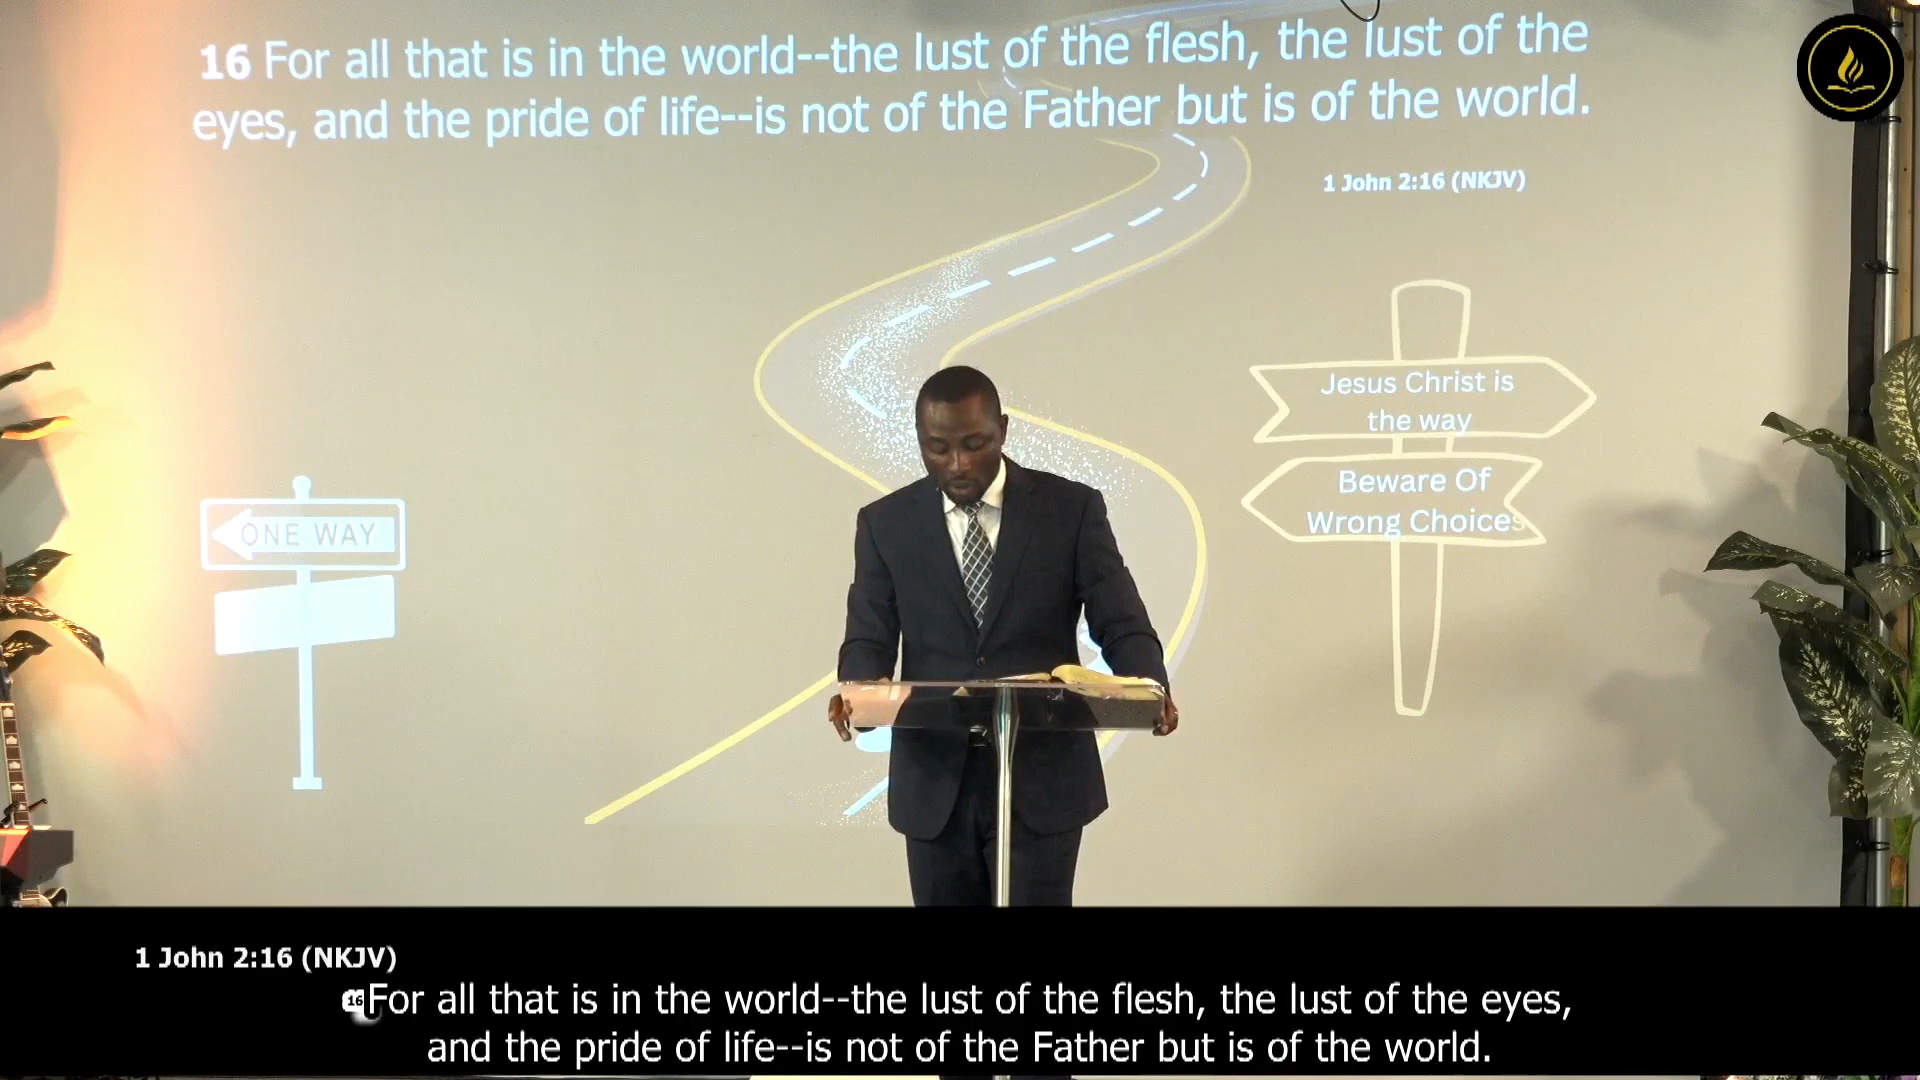 16 For all that is in the world--the lust of the flesh, the lust of the
eyes, and the pride of life--is not of the Father but is of the world.
1 John 2:16 (NKJV)
Jesus Christ is
the way
Beware Of
Wrong Choices
ONE WAY
1 John 2:16 (NKJV)
16 For all that is in the world--the lust of the flesh, the lust of the eyes,
and the pride of life--is not of the Father but is of the world.